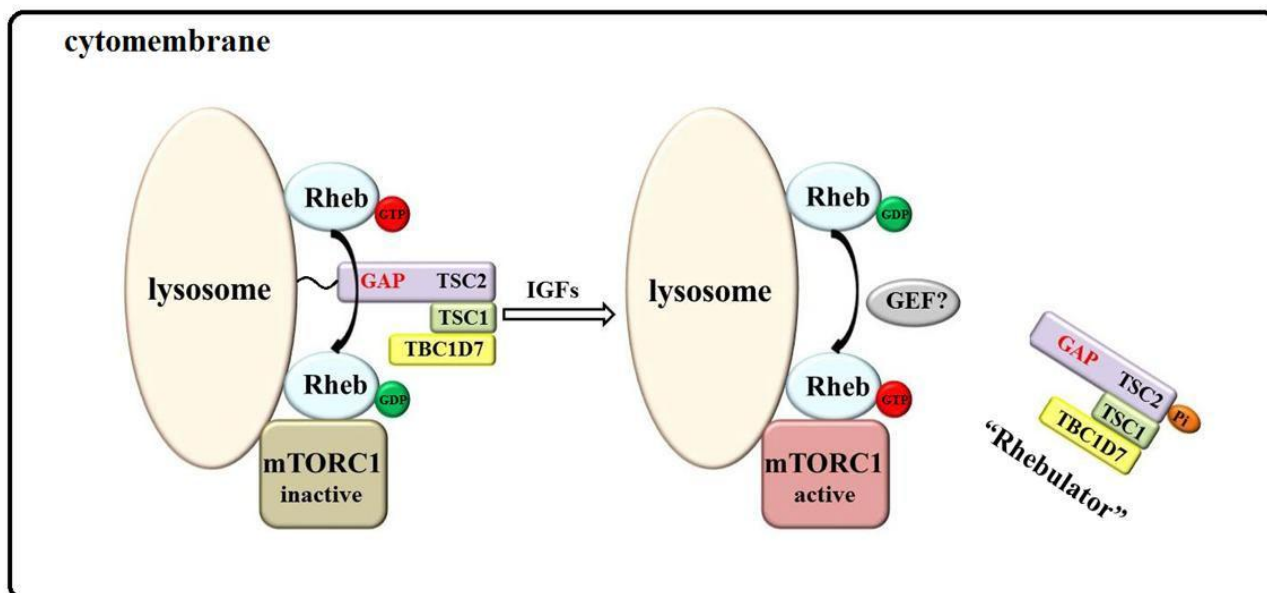 cytomembrane
lysosome
Rheb
GTP
GAP TSC2
TSC1
TBC1D7
Rheb
GDP
mTORC1
inactive
IGFs
lysosome
Rheb
GDP
GEF?
Rheb
GTP
mTORC1
active
GAP TSC2
Pi
TSC1
TBC1D7
“Rhebulator”